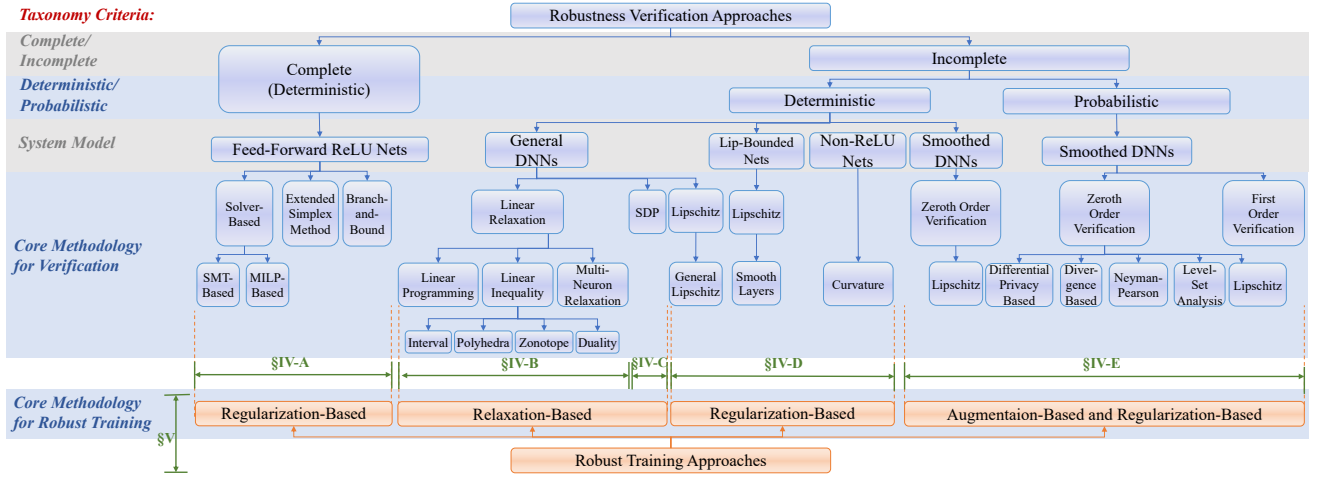 Taxonomy Criteria:
Robustness Verification Approaches
Complete/
Incomplete
Complete
(Deterministic)
Incomplete
Deterministic/
Probabilistic
Deterministic
Probabilistic
System Model
Feed-Forward ReLU Nets
General
DNNs
Lip-Bounded
Nets
Non-ReLU
Nets
Smoothed
DNNs
Smoothed DNNs
Core Methodology
for Verification
Solver-
Based
Extended
Simplex
Method
Branch-
and-
Bound
Linear
Relaxation
SDP
Lipschitz
Lipschitz
Zeroth Order
Verification
Zeroth
Order
Verification
First
Order
Verification
SMT-
Based
MILP-
Based
Linear
Programming
Linear
Inequality
Multi-
Neuron
Relaxation
General
Lipschitz
Smooth
Layers
Curvature
Lipschitz
Differential
Privacy
Based
Diver-
gence
Based
Neyman-
Pearson
Level-
Set
Analysis
Lipschitz
Interval
Polyhedra
Zonotope
Duality
§IV-A
§IV-B
§IV-C
§IV-D
§IV-E
Core Methodology
for Robust Training
Regularization-Based
Relaxation-Based
Regularization-Based
Augmentaion-Based and Regularization-Based
§V
Robust Training Approaches